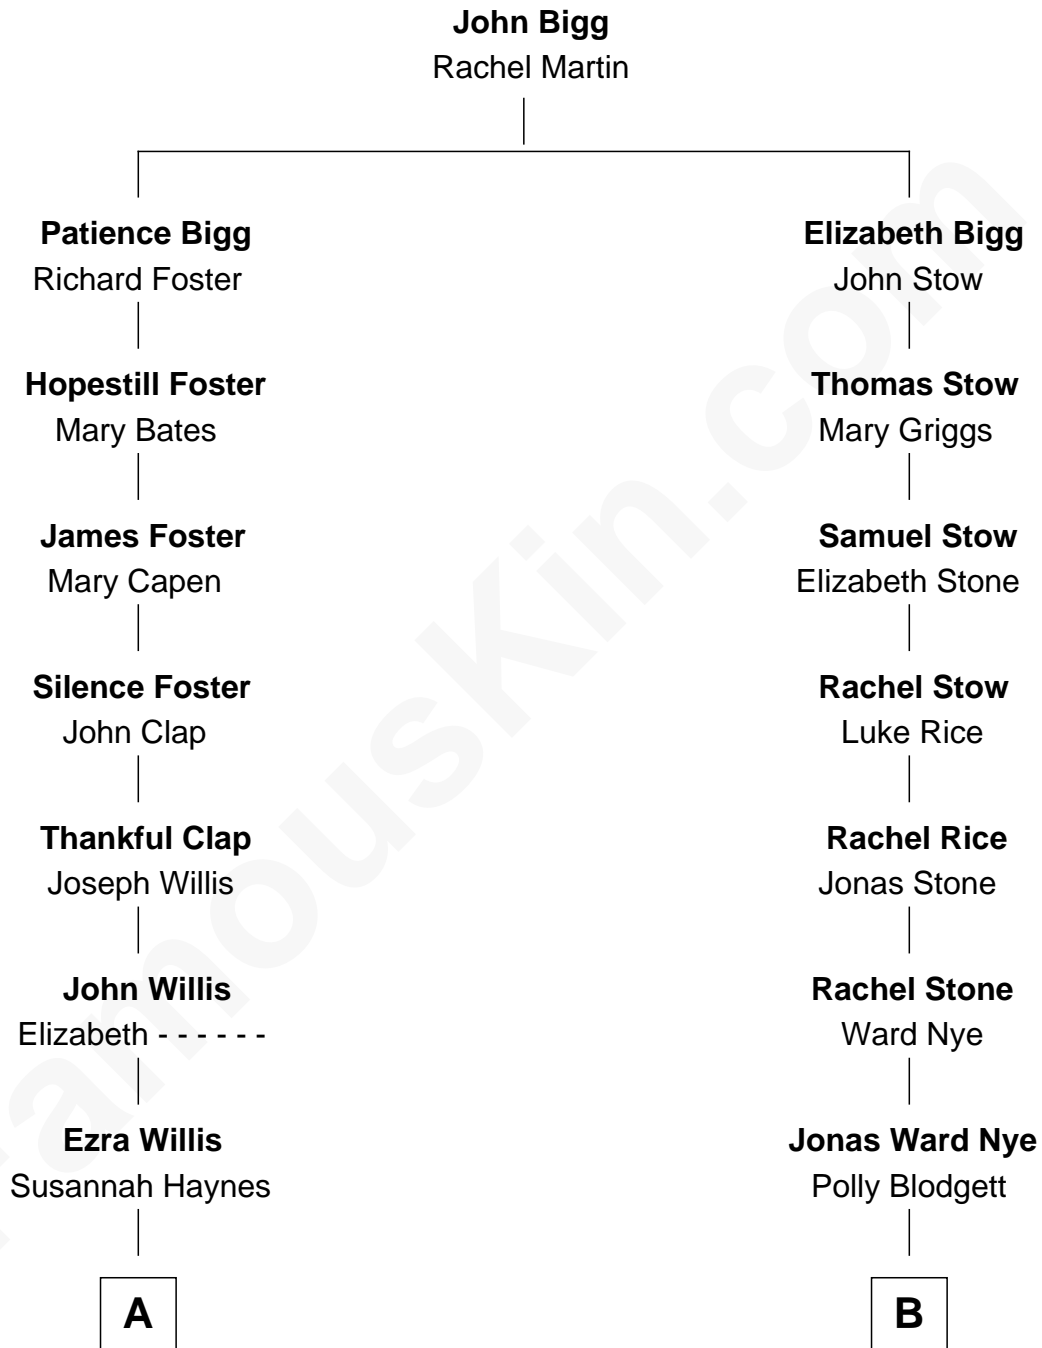 John Bigg
Rachel Martin
Patience Bigg
Richard Foster
Elizabeth Bigg
John Stow
Hopestill Foster
Mary Bates
Thomas Stow
Mary Griggs
James Foster
Mary Capen
Samuel Stow
Elizabeth Stone
Silence Foster
John Clap
Rachel Stow
Luke Rice
Thankful Clap
Joseph Willis
Rachel Rice
Jonas Stone
John Willis
Elizabeth - - - - - -
Rachel Stone
Ward Nye
Ezra Willis
Susannah Haynes
Jonas Ward Nye
Polly Blodgett
A
B
FamousKin.com